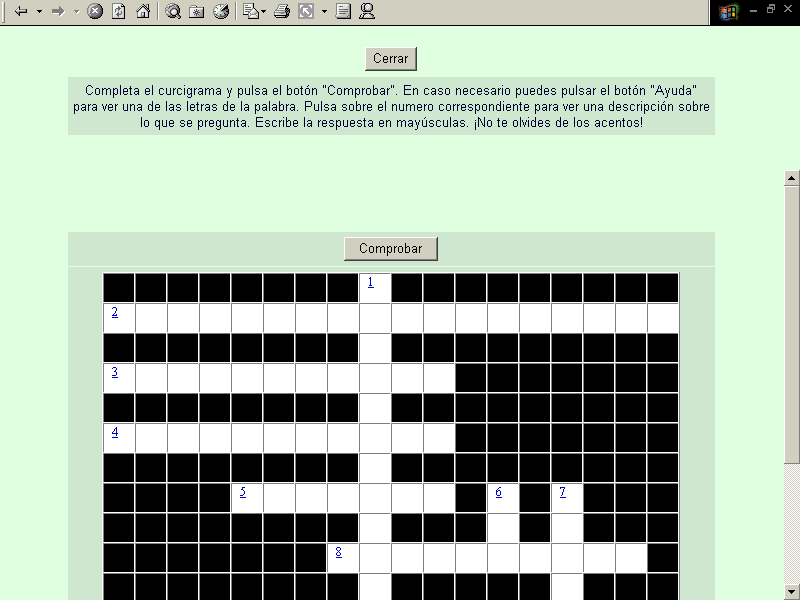 Cerrar
Completa el curcigrama y pulsa el botón "Comprobar". En caso necesario puedes pulsar el botón "Ayuda"
para ver una de las letras de la palabra. Pulsa sobre el numero correspondiente para ver una descripción sobre
lo que se pregunta. Escribe la respuesta en mayúsculas. ¡No te olvides de los acentos!
Comprobar
1
2
3
4
5 6 7
8